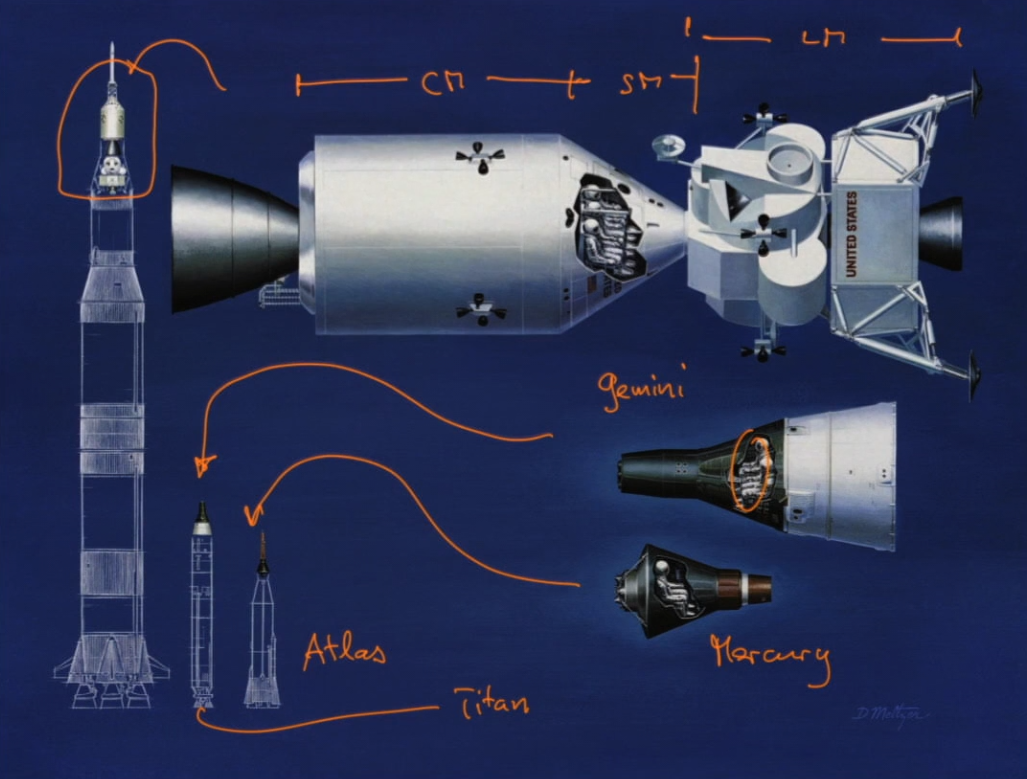 LM
CM
SM
UNITED STATES
Gemini
Atlas
Mercury
Titan